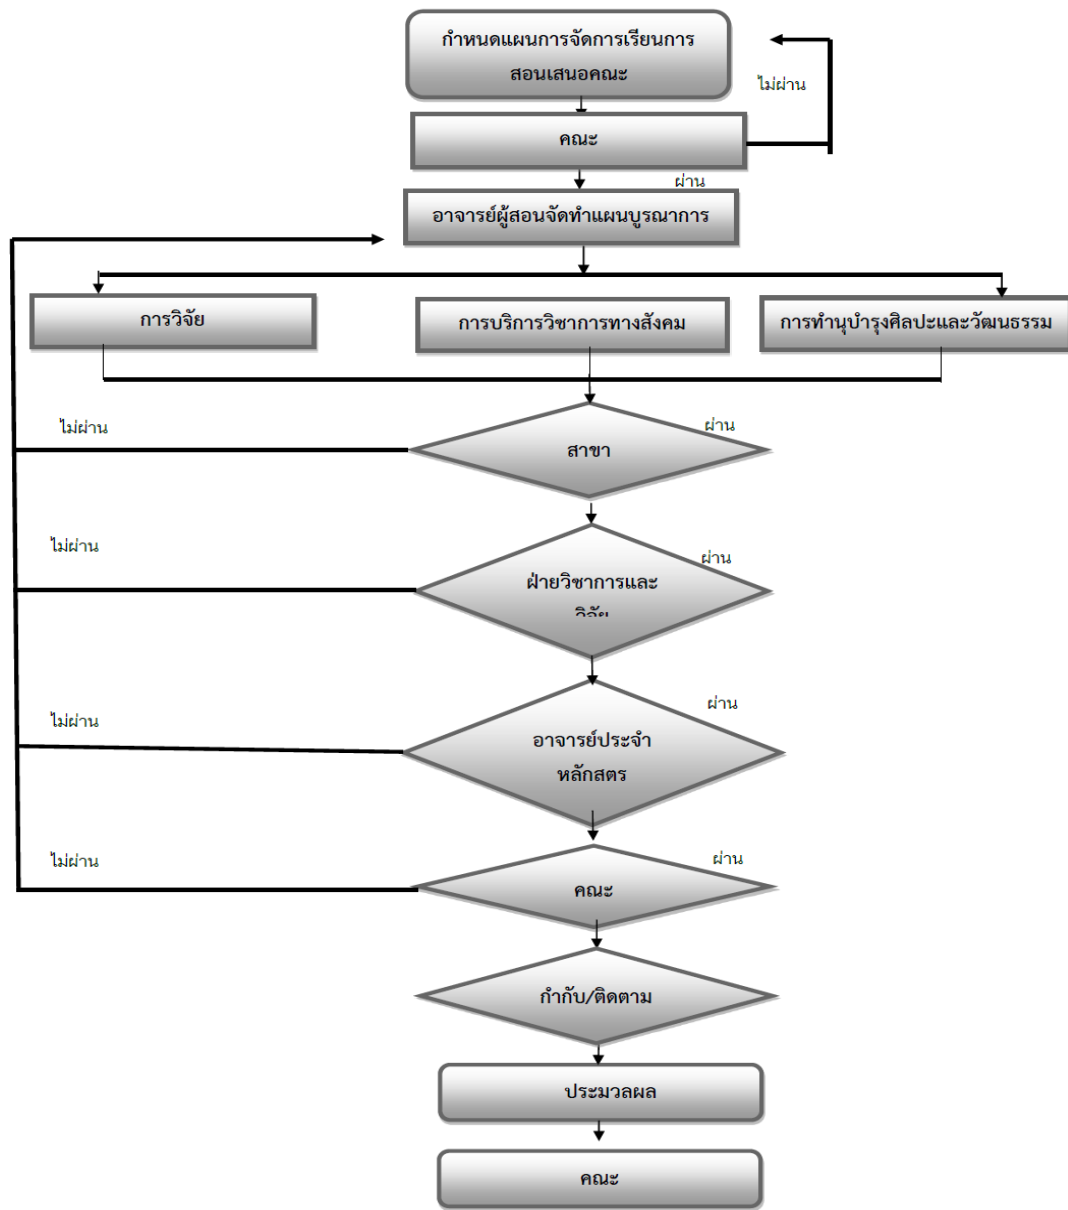 กำหนดแผนการจัดการเรียนการ
สอนเสนอคณะ
ไม่ผ่าน
คณะ
ผ่าน
อาจารย์ผู้สอนจัดทำแผนบูรณาการ
การวิจัย
การบริการวิชาการทางสังคม
การทำนุบำรุงศิลปะและวัฒนธรรม
ไม่ผ่าน
ผ่าน
สาขา
ไม่ผ่าน
ผ่าน
ฝ่ายวิชาการและ
วิจัย
ไม่ผ่าน
ผ่าน
อาจารย์ประจำ
หลักสตร
ไม่ผ่าน
ผ่าน
คณะ
กำกับ/ติดตาม
ประมวลผล
คณะ